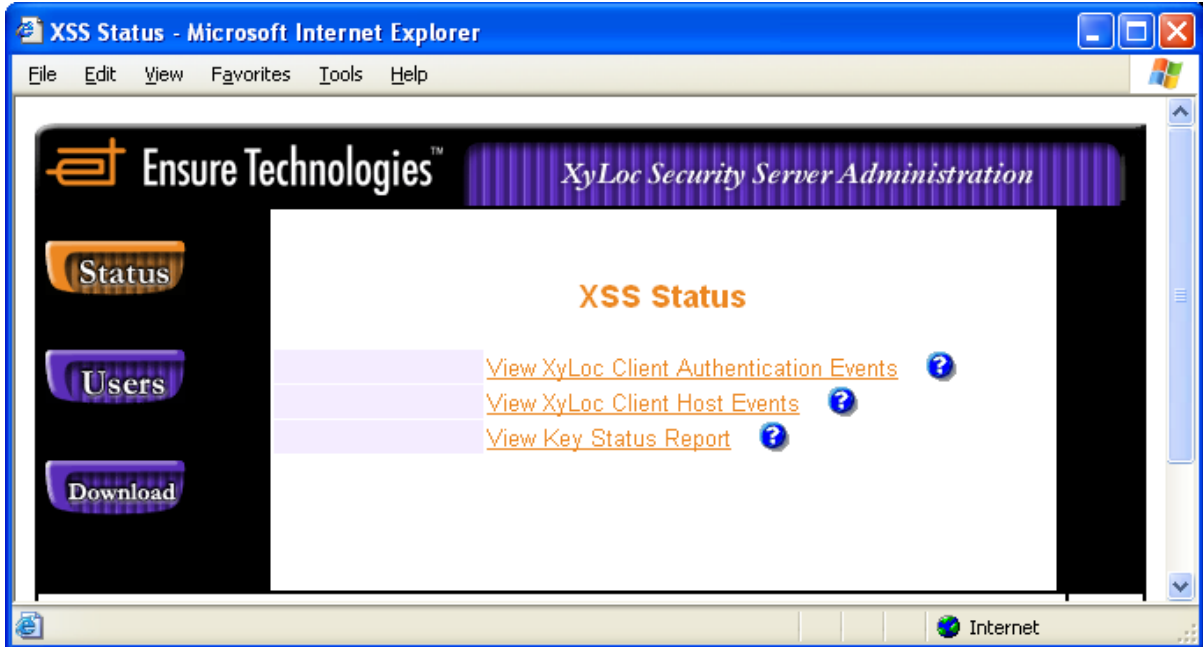 XSS Status - Microsoft Internet Explorer
File Edit View Favorites Tools Help
Ensure Technologies™ XyLoc Security Server Administration
Status
XSS Status
View XyLoc Client Authentication Events ?
Users
View XyLoc Client Host Events ?
View Key Status Report ?
Download
Internet